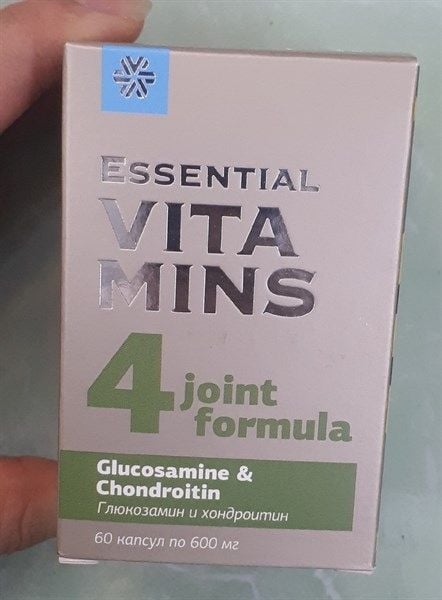 ESSENTIAL
VITA
MINS
4 joint
formula
Glucosamine &
Chondroitin
Глюкозамин и хондроитин
60 капсул по 600 мг